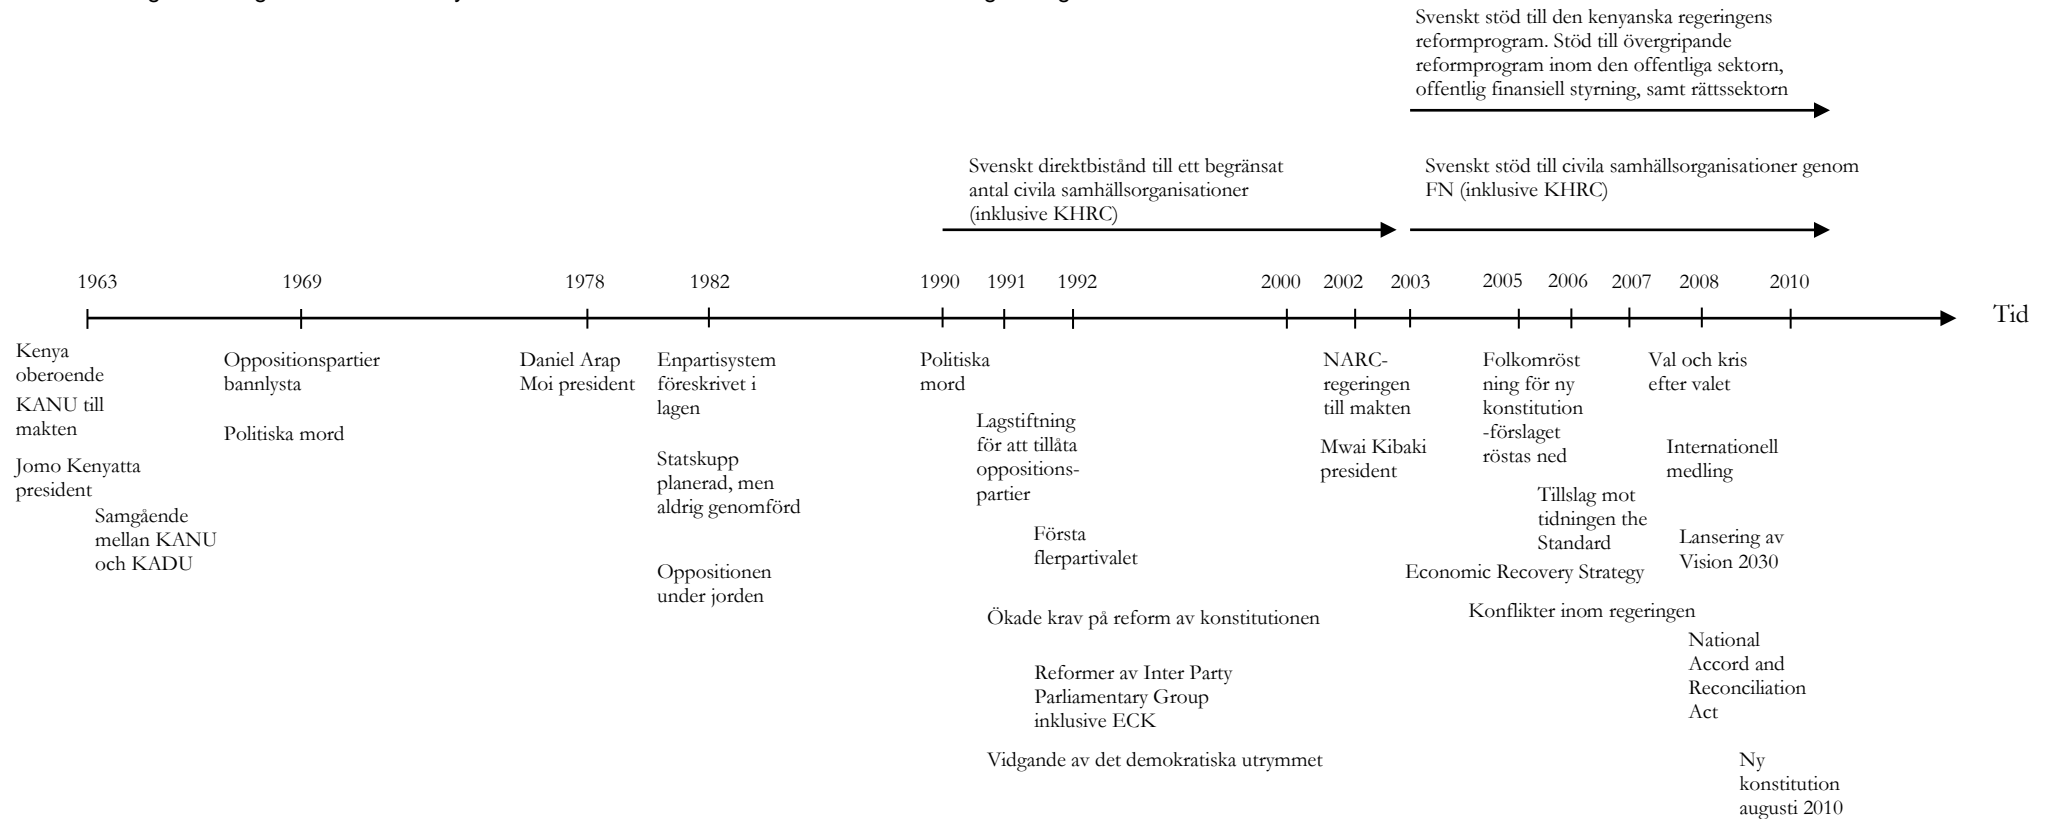 Svenskt stöd till den kenyanska regeringens
reformprogram. Stöd till övergripande
reformprogram inom den offentliga sektorn,
offentlig finansiell styrning, samt rättssektorn
Svenskt direktbistånd till ett begränsat
antal civila samhällsorganisationer
(inklusive KHRC)
Svenskt stöd till civila samhällsorganisationer genom
FN (inklusive KHRC)
1963 1969 1978 1982 1990 1991 1992 2000 2002 2003 2005 2006 2007 2008 2010
Tid
Kenya
oberoende
KANU till
makten
Jomo Kenyatta
president
Samgående
mellan KANU
och KADU
Oppositionspartier
bannlysta
Politiska mord
Daniel Arap
Moi president
Enpartisystem
föreskrivet i
lagen
Statskupp
planerad, men
aldrig genomförd
Oppositionen
under jorden
Politiska
mord
Lagstiftning
för att tillåta
oppositions-
partier
Första
flerpartivalet
Ökade krav på reform av konstitutionen
Reformer av Inter Party
Parliamentary Group
inklusive ECK
Vidgande av det demokratiska utrymmet
NARC-
regeringen
till makten
Mwai Kibaki
president
Folkomröst
ning för ny
konstitution
-förslaget
röstas ned
Tillslag mot
tidningen the
Standard
Economic Recovery Strategy
Konflikter inom regeringen
Val och kris
efter valet
Internationell
medling
Lansering av
Vision 2030
National
Accord and
Reconciliation
Act
Ny
konstitution
augusti 2010